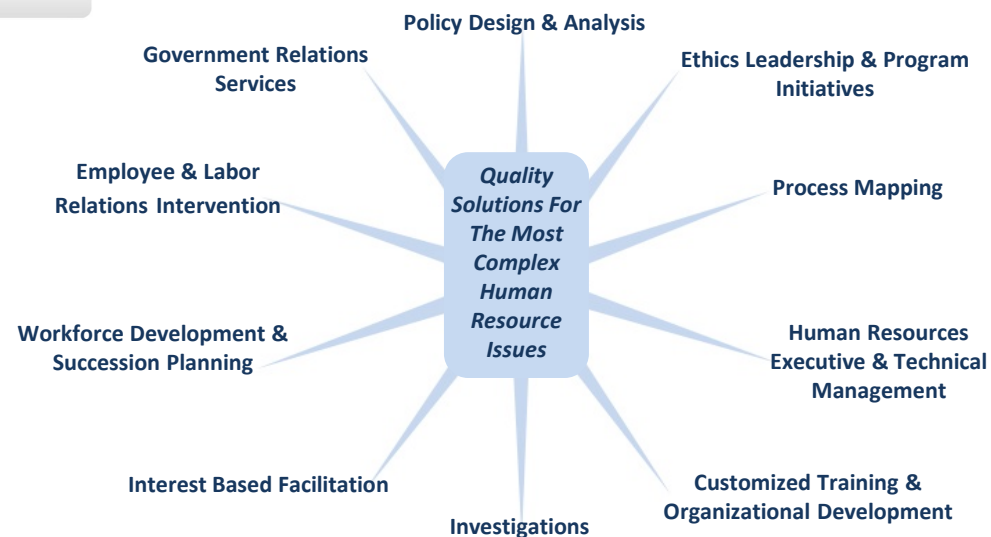 Policy Design & Analysis
Government Relations
Services
Ethics Leadership & Program
Initiatives
Employee & Labor
Relations Intervention
Process Mapping
Quality
Solutions For
The Most
Complex
Human
Resource
Issues
Workforce Development &
Succession Planning
Human Resources
Executive & Technical
Management
Interest Based Facilitation
Customized Training &
Organizational Development
Investigations